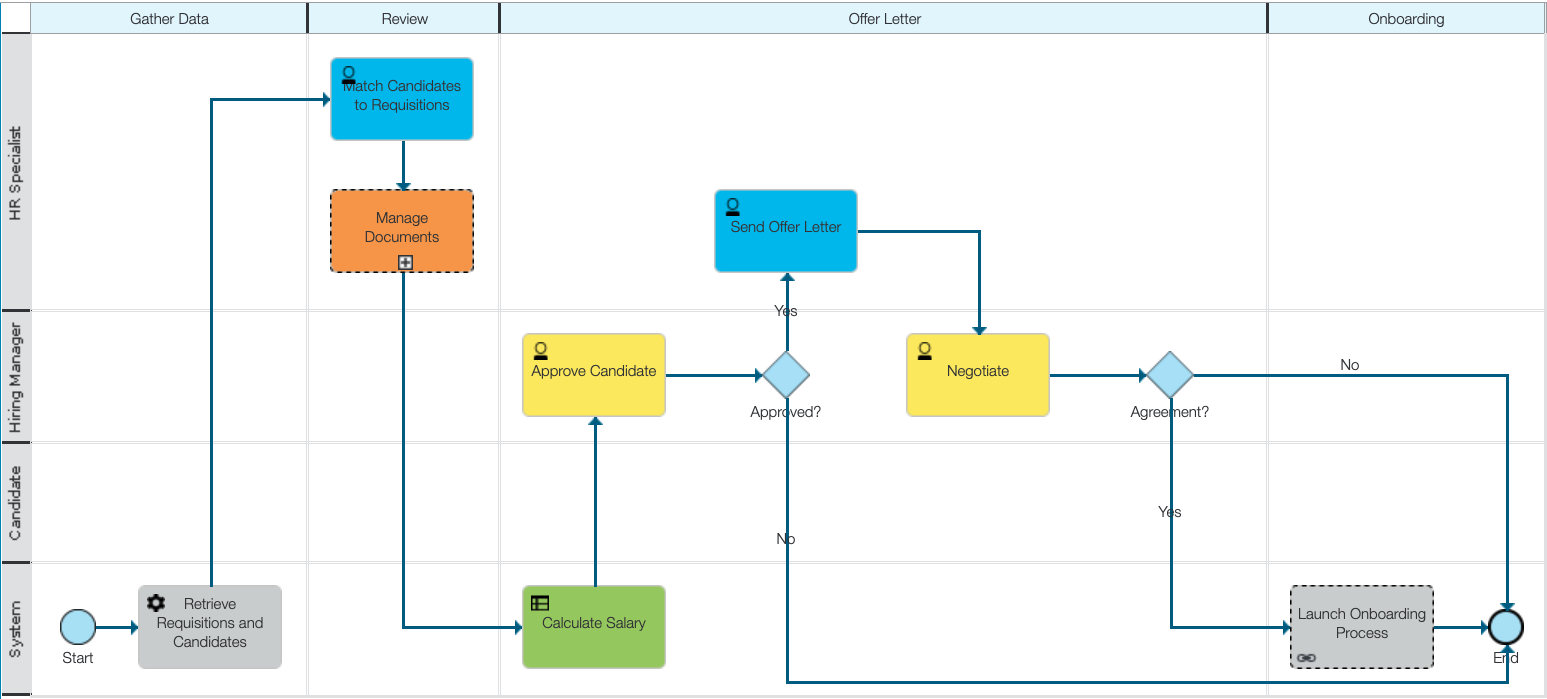 Gather Data
Review
Offer Letter
Onboarding
HR Specialist
Match Candidates
to Requisitions
Manage
Documents
Send Offer Letter
Yes
Hiring Manager
Approve Candidate
Approved?
Negotiate
Agreement?
No
Candidate
Yes
No
System
Start
Retrieve
Requisitions and
Candidates
Calculate Salary
Launch Onboarding
Process
End